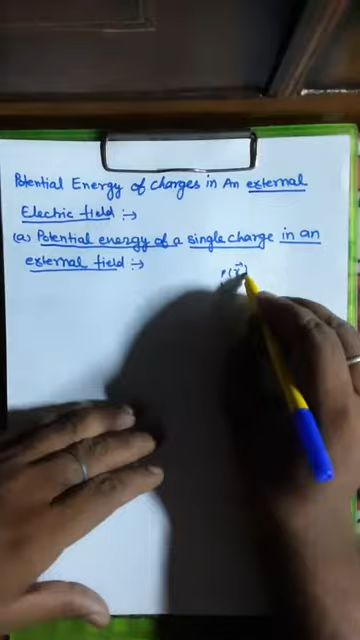 Potential Energy of charges in An external
Electric field :→
(a) Potential energy of a single charge in an
external field :→
P(r⃗)